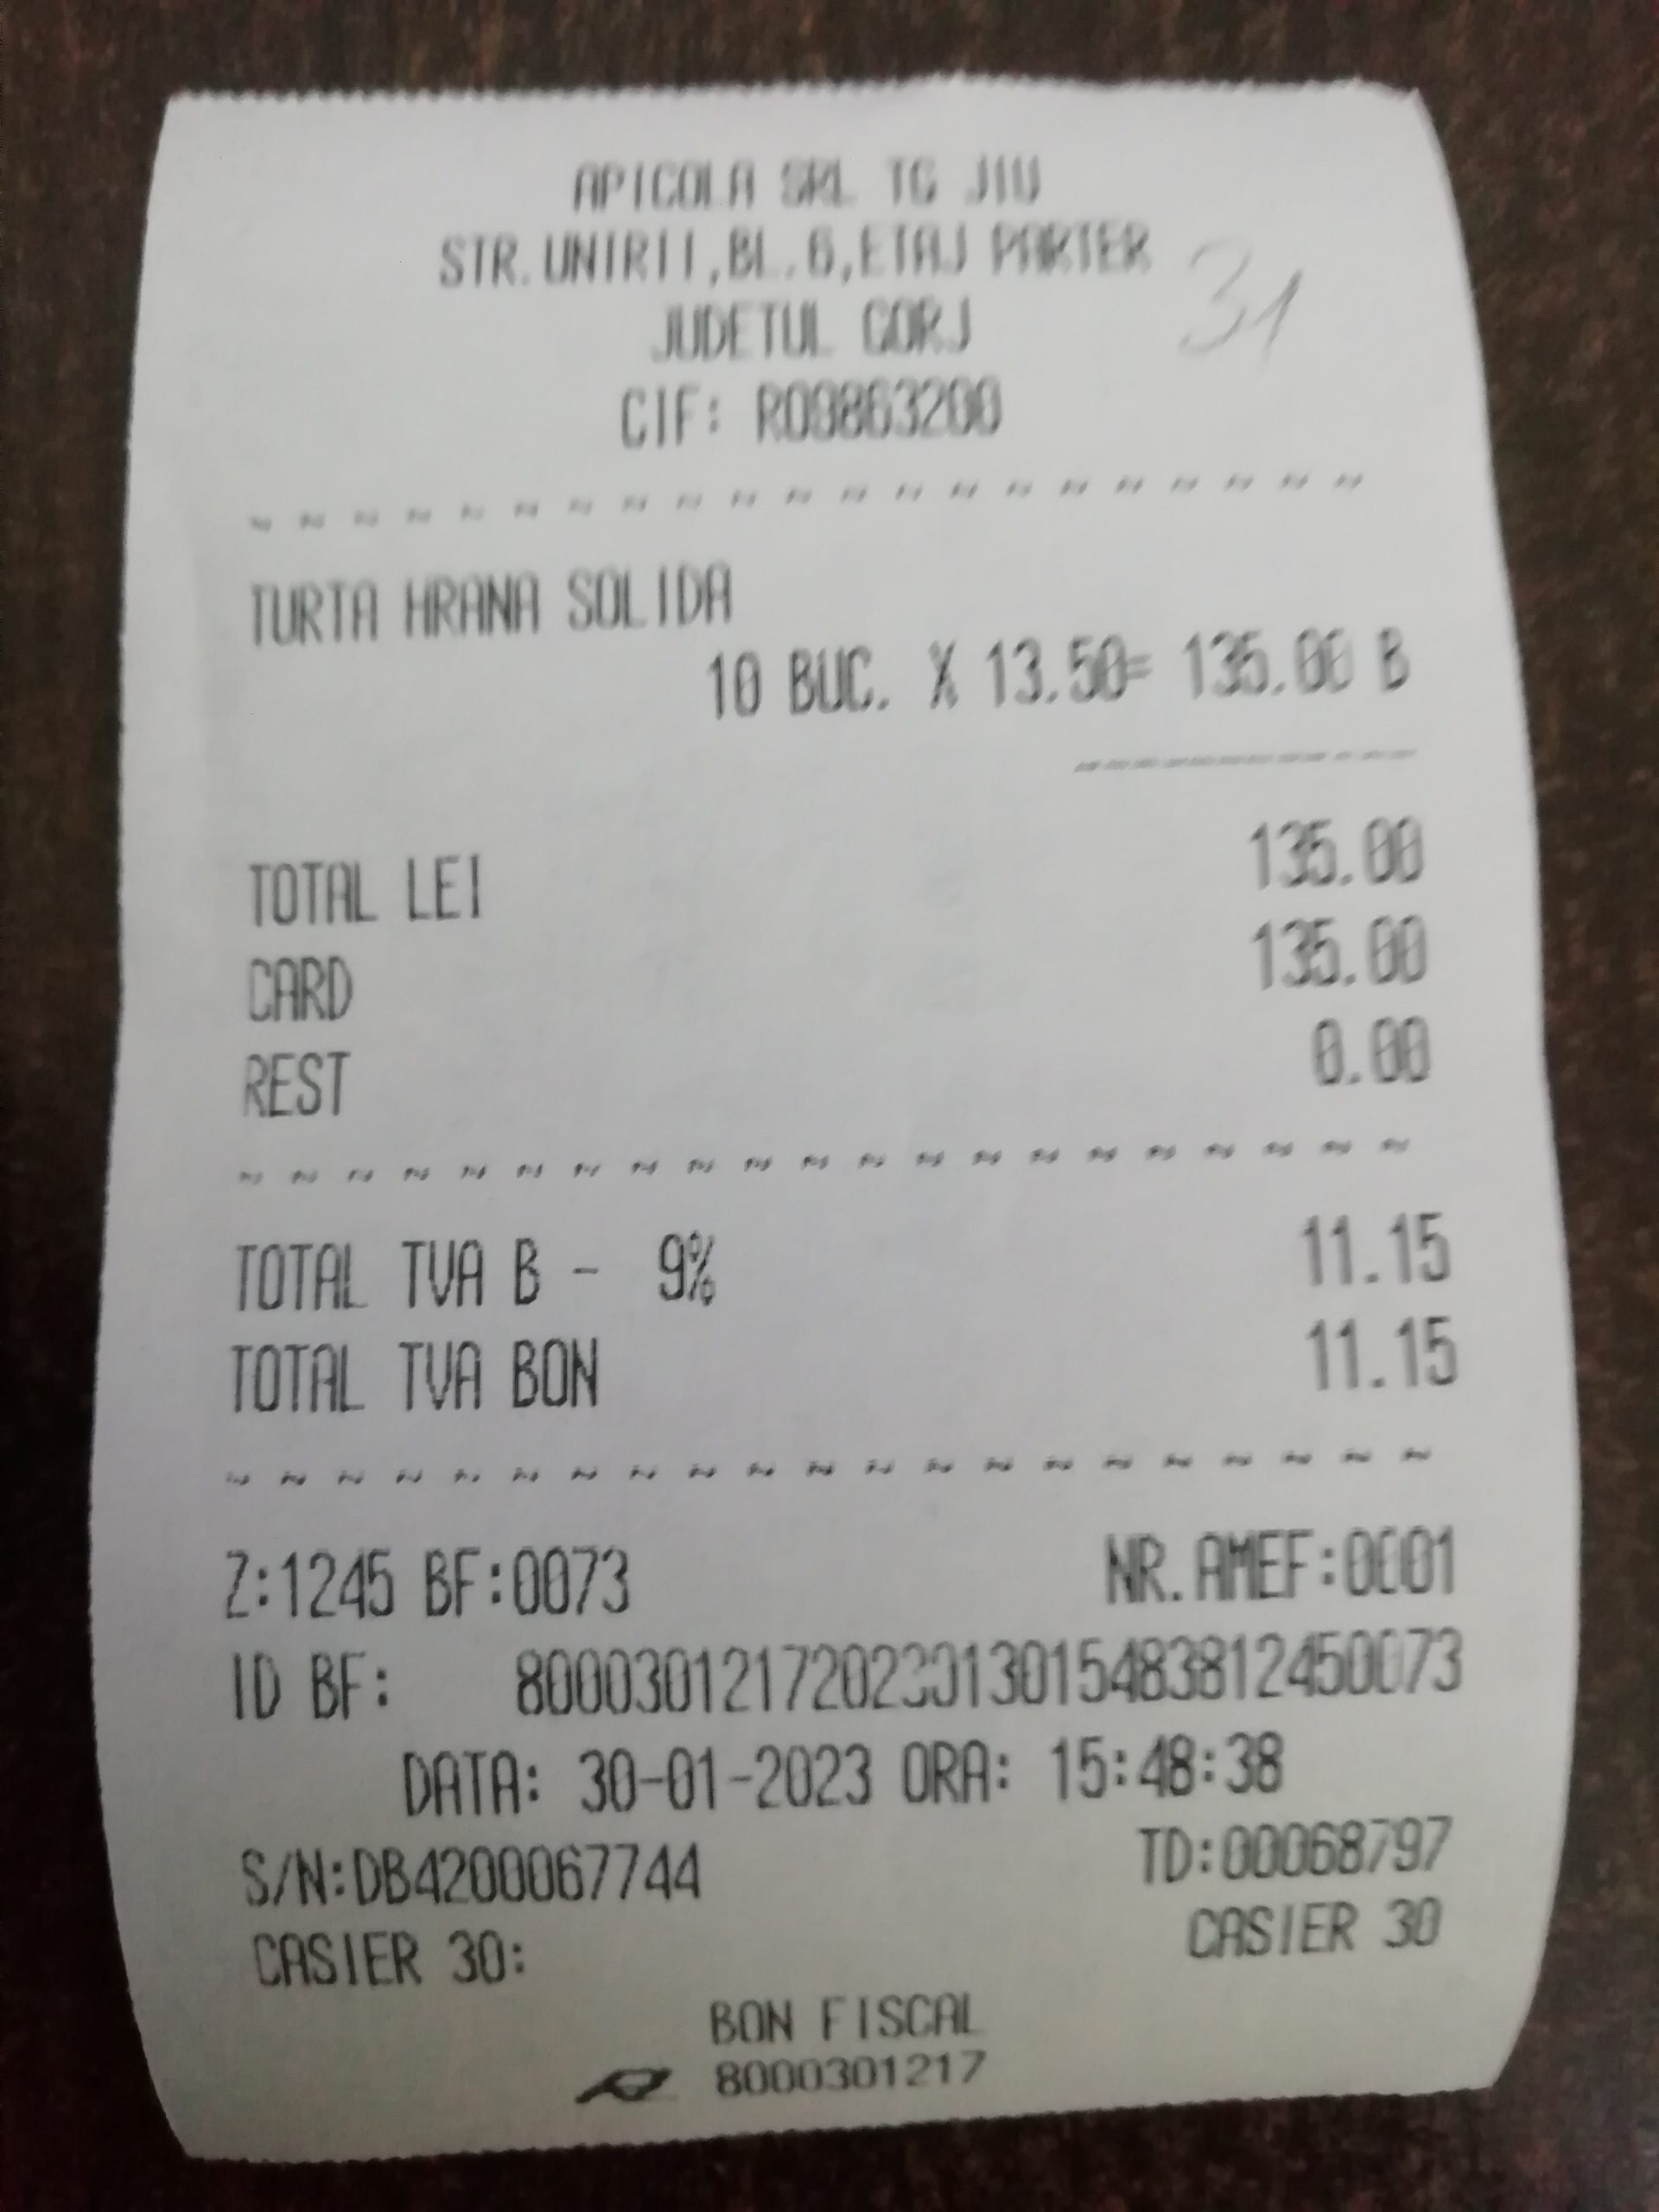 APICOLA SRL TG JIU
STR.UNIRII,BL.6,ETAJ PARTER
31
JUDETUL GORJ
CIF: RO9863200
TURTA HRANA SOLIDA
10 BUC. X 13.50= 135.00 B
TOTAL LEI 135.00
CARD 135.00
REST 0.00
TOTAL TVA B - 9% 11.15
TOTAL TVA BON 11.15
Z:1245 BF:0073 NR.AMEF:0001
ID BF: 80003012172023013015483812450073
DATA: 30-01-2023 ORA: 15:48:38
S/N:DB4200067744 TD:00068797
CASIER 30: CASIER 30
BON FISCAL
8000301217